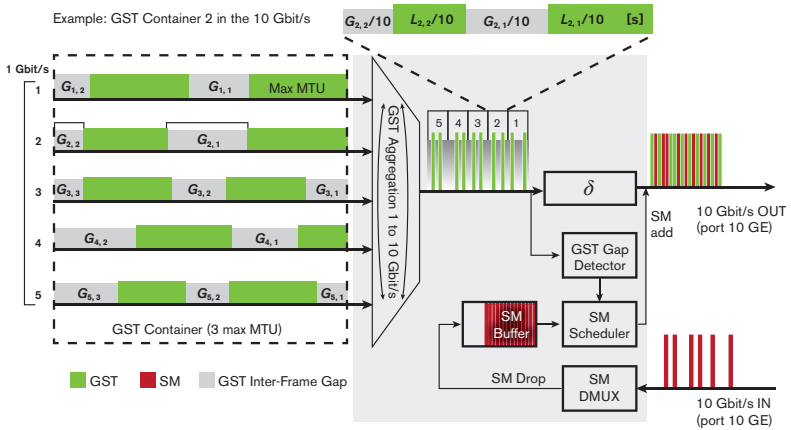 Example: GST Container 2 in the 10 Gbit/s
G2,2/10 L2,2/10 G2,1/10 L2,1/10 [s]
1 Gbit/s
1 G1,2 G1,1 Max MTU
2 G2,2 G2,1
3 G3,3 G3,2 G3,1
4 G4,2 G4,1
5 G5,3 G5,2 G5,1
GST Container (3 max MTU)
GST Aggregation 1 to 10 Gbit/s
5 4 3 2 1
δ
SM
add
10 Gbit/s OUT
(port 10 GE)
GST Gap
Detector
SM
Buffer
SM
Scheduler
SM Drop
SM
DMUX
10 Gbit/s IN
(port 10 GE)
GST SM GST Inter-Frame Gap